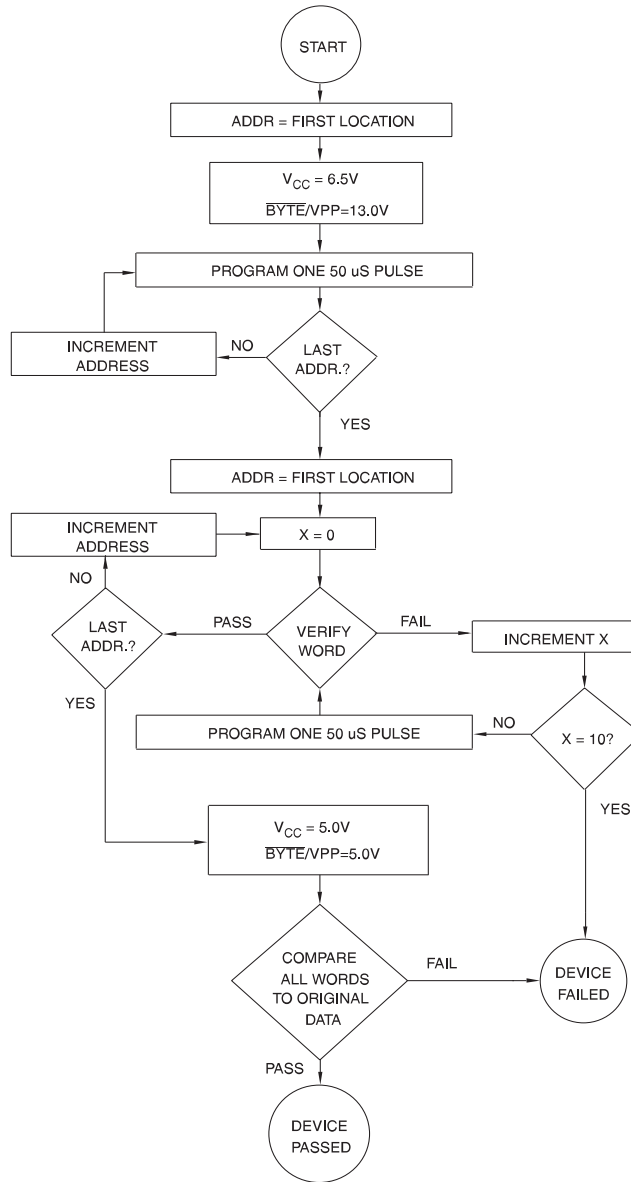 START
ADDR = FIRST LOCATION
VCC = 6.5V
BYTE/VPP=13.0V
PROGRAM ONE 50 uS PULSE
INCREMENT
ADDRESS
NO
LAST
ADDR.?
YES
ADDR = FIRST LOCATION
INCREMENT
ADDRESS
X = 0
NO
LAST
ADDR.?
PASS
VERIFY
WORD
FAIL
INCREMENT X
YES
PROGRAM ONE 50 uS PULSE
NO
X = 10?
YES
VCC = 5.0V
BYTE/VPP=5.0V
COMPARE
ALL WORDS
TO ORIGINAL
DATA
FAIL
DEVICE
FAILED
PASS
DEVICE
PASSED